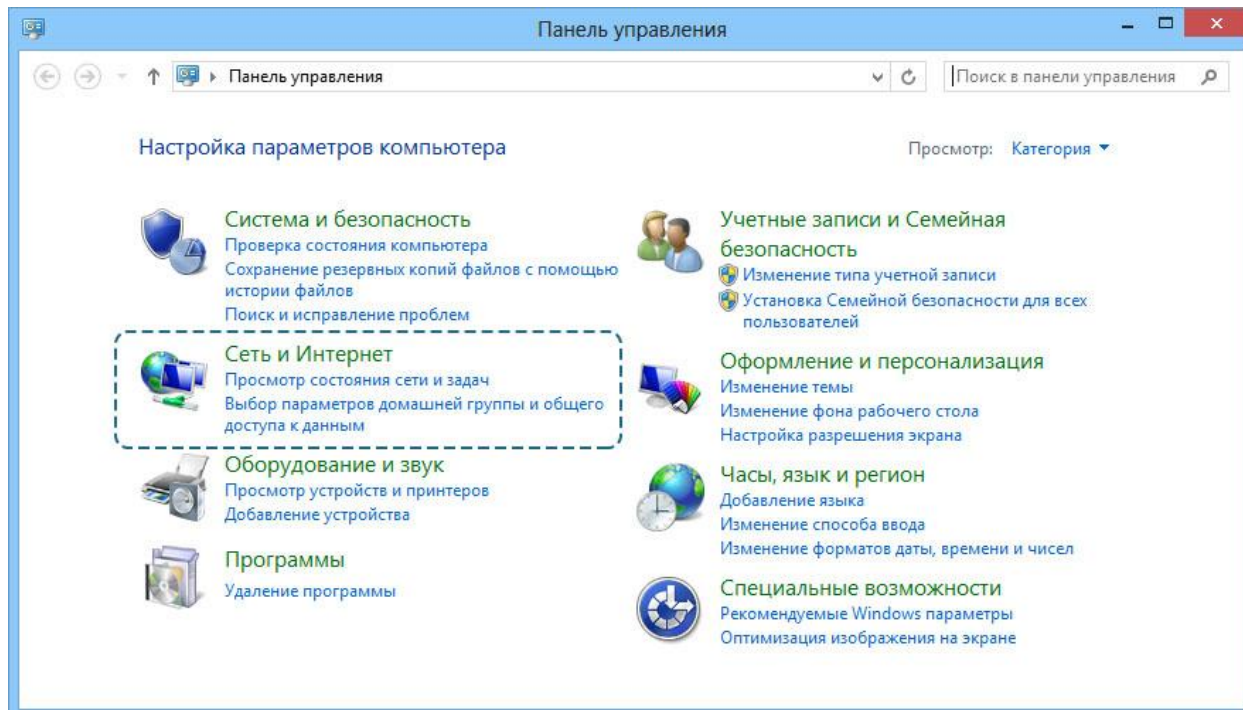 Панель управления
Панель управления
Поиск в панели управления
Настройка параметров компьютера
Просмотр: Категория
Система и безопасность
Проверка состояния компьютера
Сохранение резервных копий файлов с помощью
истории файлов
Поиск и исправление проблем
Сеть и Интернет
Просмотр состояния сети и задач
Выбор параметров домашней группы и общего
доступа к данным
Оборудование и звук
Просмотр устройств и принтеров
Добавление устройства
Программы
Удаление программы
Учетные записи и Семейная
безопасность
Изменение типа учетной записи
Установка Семейной безопасности для всех
пользователей
Оформление и персонализация
Изменение темы
Изменение фона рабочего стола
Настройка разрешения экрана
Часы, язык и регион
Добавление языка
Изменение способа ввода
Изменение форматов даты, времени и чисел
Специальные возможности
Рекомендуемые Windows параметры
Оптимизация изображения на экране